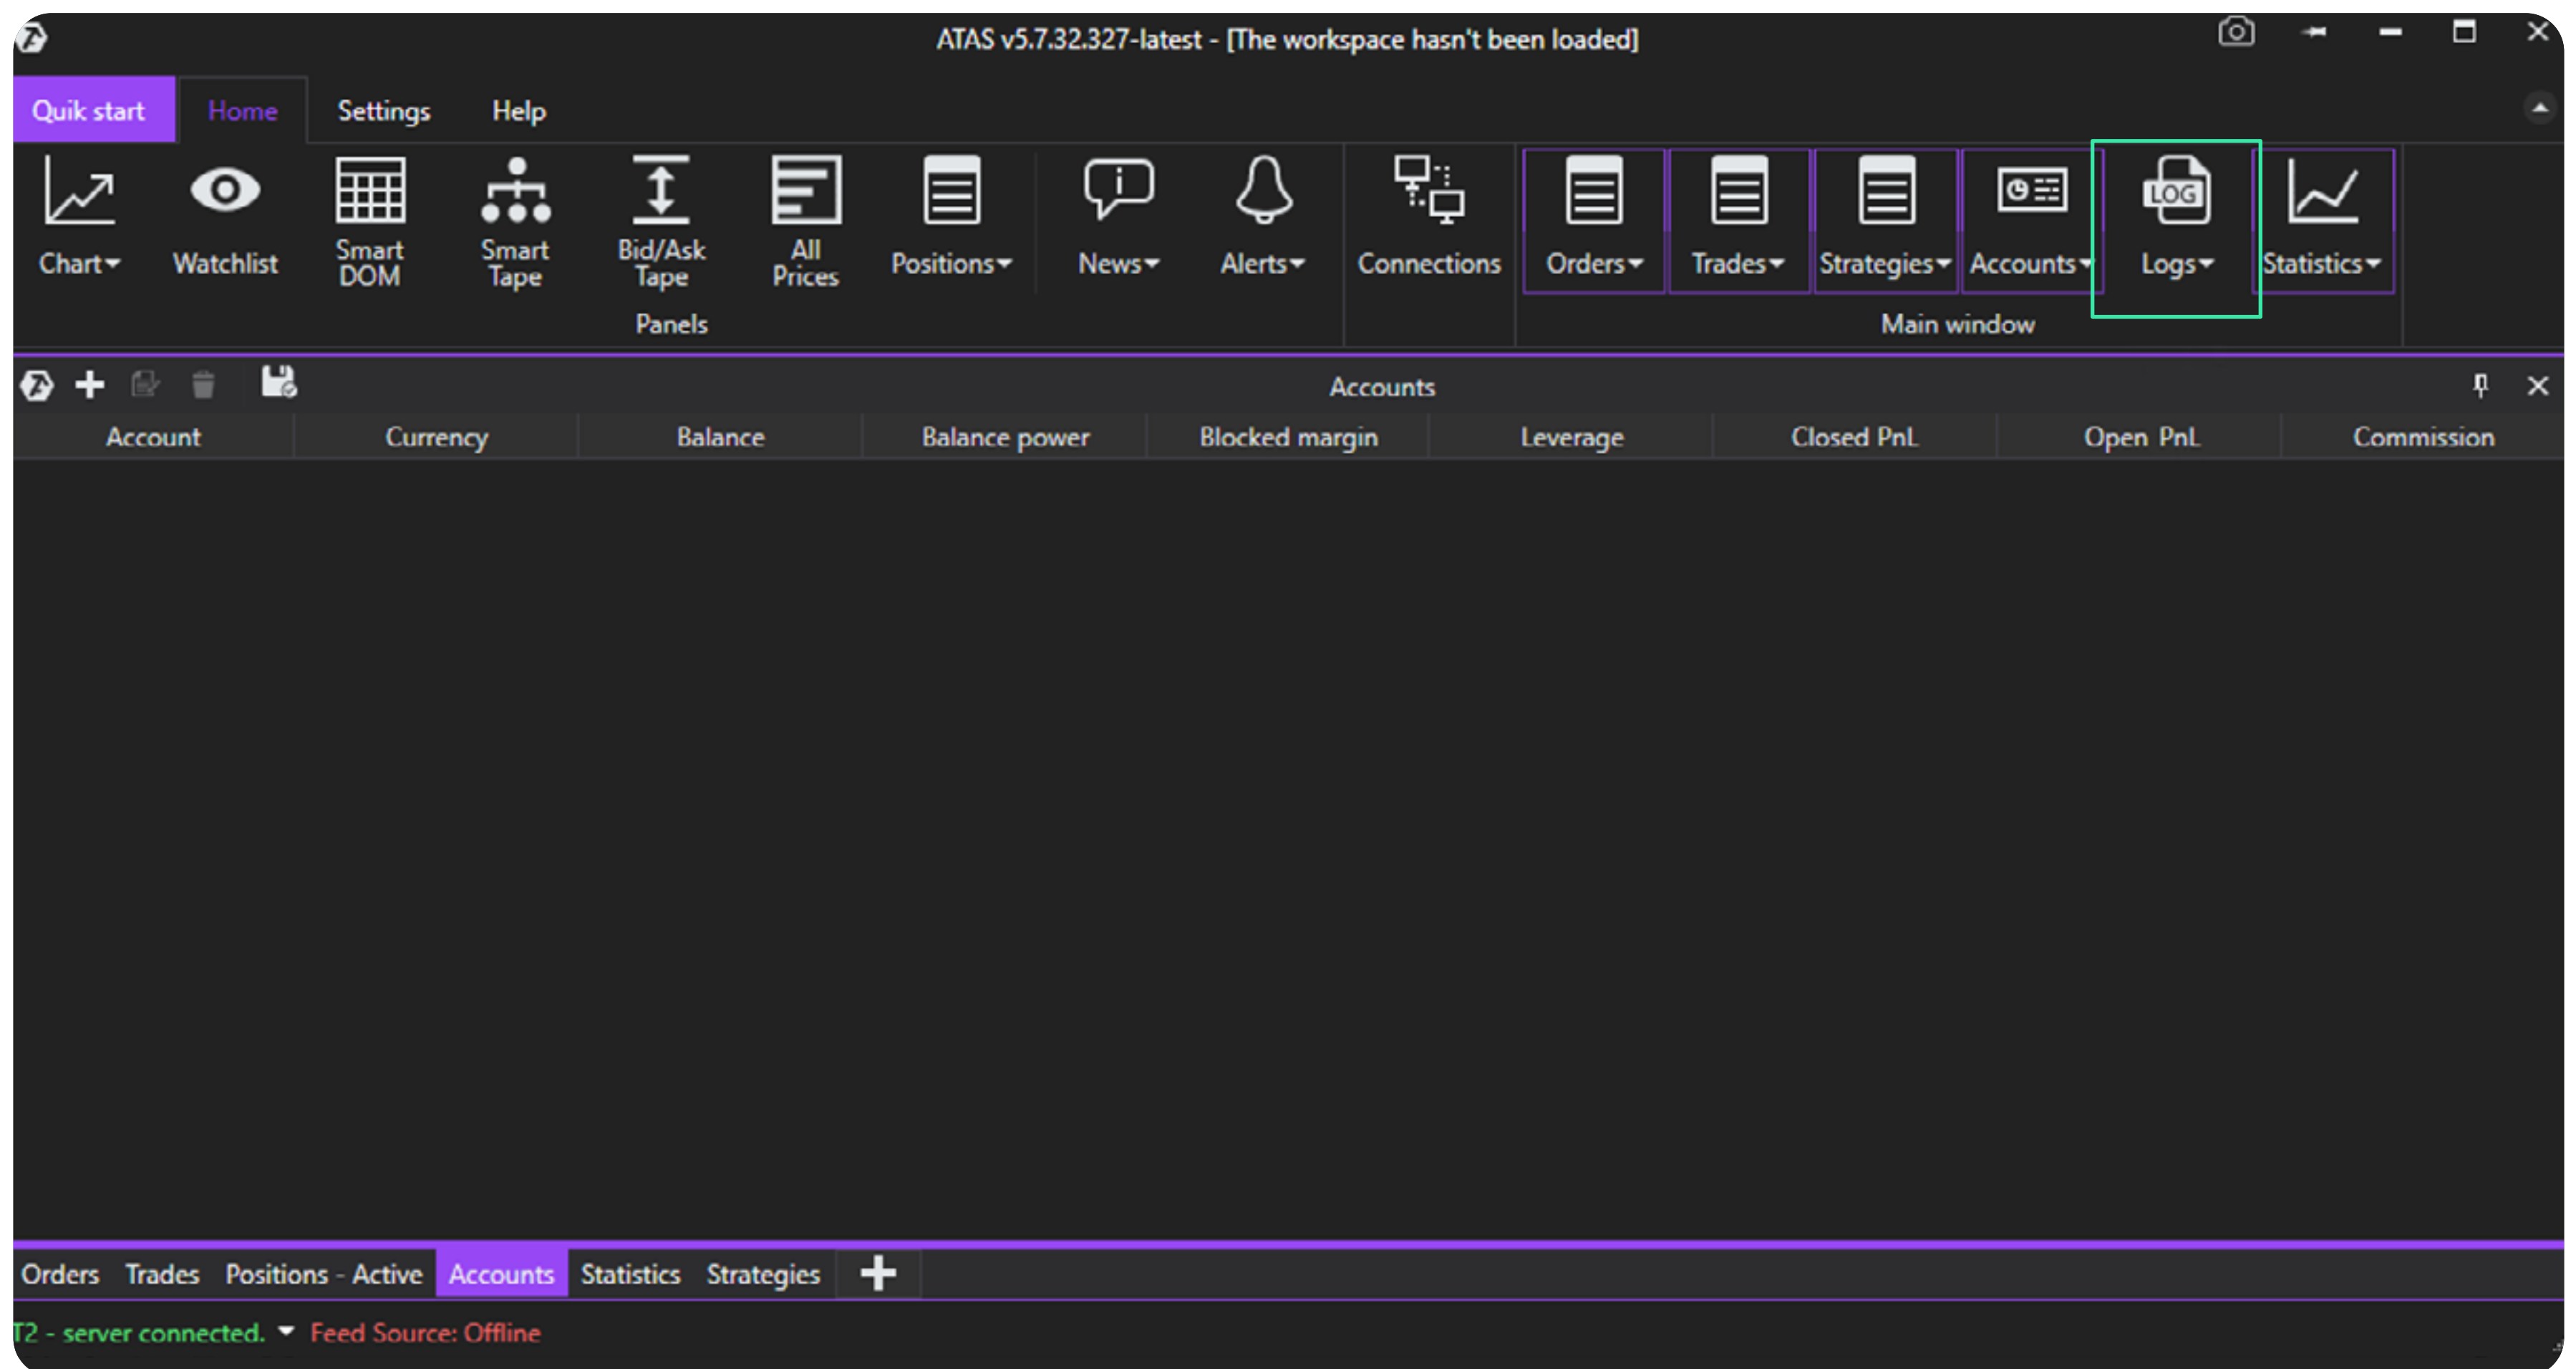 ATAS v5.7.32.327-latest - [The workspace hasn't been loaded]
Quik start Home Settings Help
Chart Watchlist Smart DOM Smart Tape Bid/Ask Tape All Prices Positions News Alerts Connections Orders Trades Strategies Accounts LOG Logs Statistics
Panels Main window
Accounts
Account Currency Balance Balance power Blocked margin Leverage Closed PnL Open PnL Commission
Orders Trades Positions - Active Accounts Statistics Strategies
T2 - server connected. Feed Source: Offline